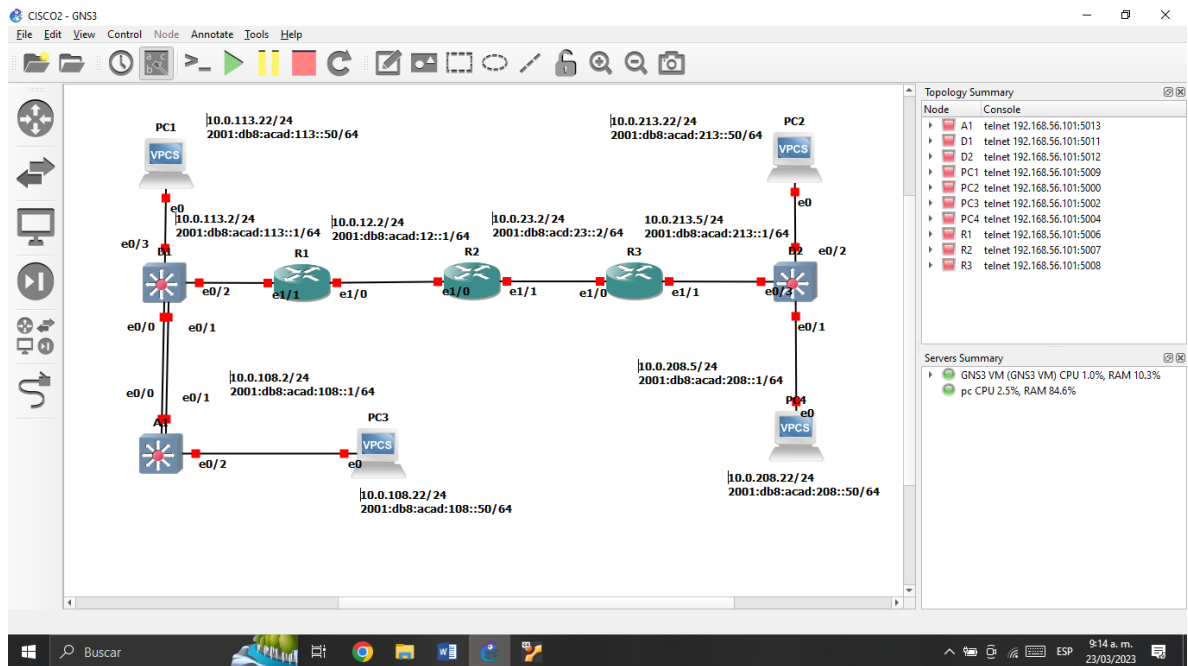 CISCO2 - GNS3
File Edit View Control Node Annotate Tools Help
Topology Summary
Node Console
A1 telnet 192.168.56.101:5013
D1 telnet 192.168.56.101:5011
D2 telnet 192.168.56.101:5012
PC1 telnet 192.168.56.101:5009
PC2 telnet 192.168.56.101:5000
PC3 telnet 192.168.56.101:5002
PC4 telnet 192.168.56.101:5004
R1 telnet 192.168.56.101:5006
R2 telnet 192.168.56.101:5007
R3 telnet 192.168.56.101:5008
Servers Summary
GNS3 VM (GNS3 VM) CPU 1.0%, RAM 10.3%
pc CPU 2.5%, RAM 84.6%
PC1
10.0.113.22/24
2001:db8:acad:113::50/64
VPCS
e0
10.0.213.22/24
2001:db8:acad:213::50/64
PC2
VPCS
e0
10.0.113.2/24
2001:db8:acad:113::1/64
10.0.12.2/24
2001:db8:acad:12::1/64
10.0.23.2/24
2001:db8:acad:23::2/64
10.0.213.5/24
2001:db8:acad:213::1/64
e0/3
D1
R1
R2
R3
D2
e0/2
e0/2
e1/1
e1/0
e1/0
e1/1
e1/0
e1/1
e0/3
e0/0
e0/1
e0/1
10.0.108.2/24
2001:db8:acad:108::1/64
10.0.208.5/24
2001:db8:acad:208::1/64
e0/0
e0/1
A1
e0/2
PC3
VPCS
e0
PC4
e0
VPCS
10.0.108.22/24
2001:db8:acad:108::50/64
10.0.208.22/24
2001:db8:acad:208::50/64
Buscar
ESP
9:14 a. m.
23/03/2023